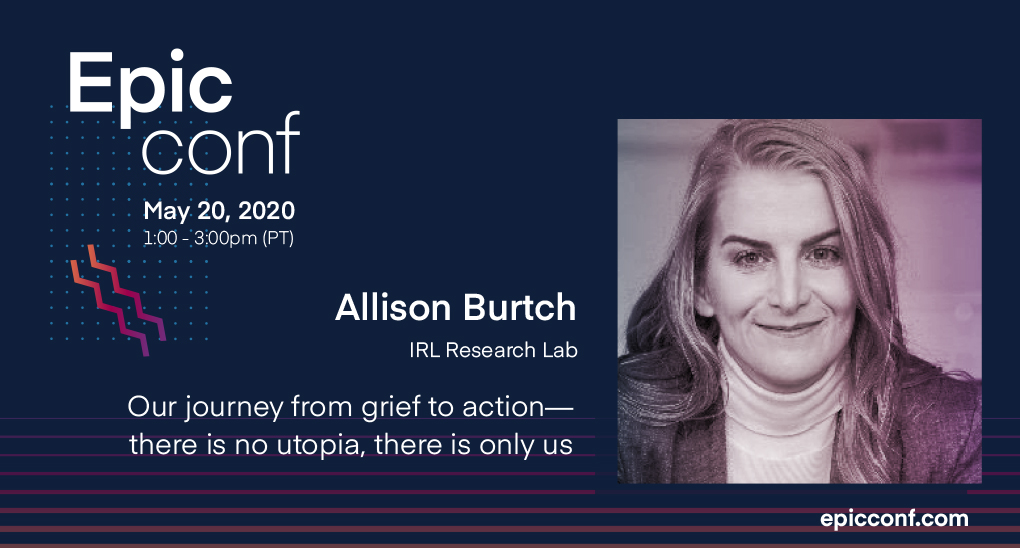 Epic
conf
May 20, 2020
1:00 - 3:00pm (PT)
Allison Burtch
IRL Research Lab
Our journey from grief to action—
there is no utopia, there is only us
epicconf.com